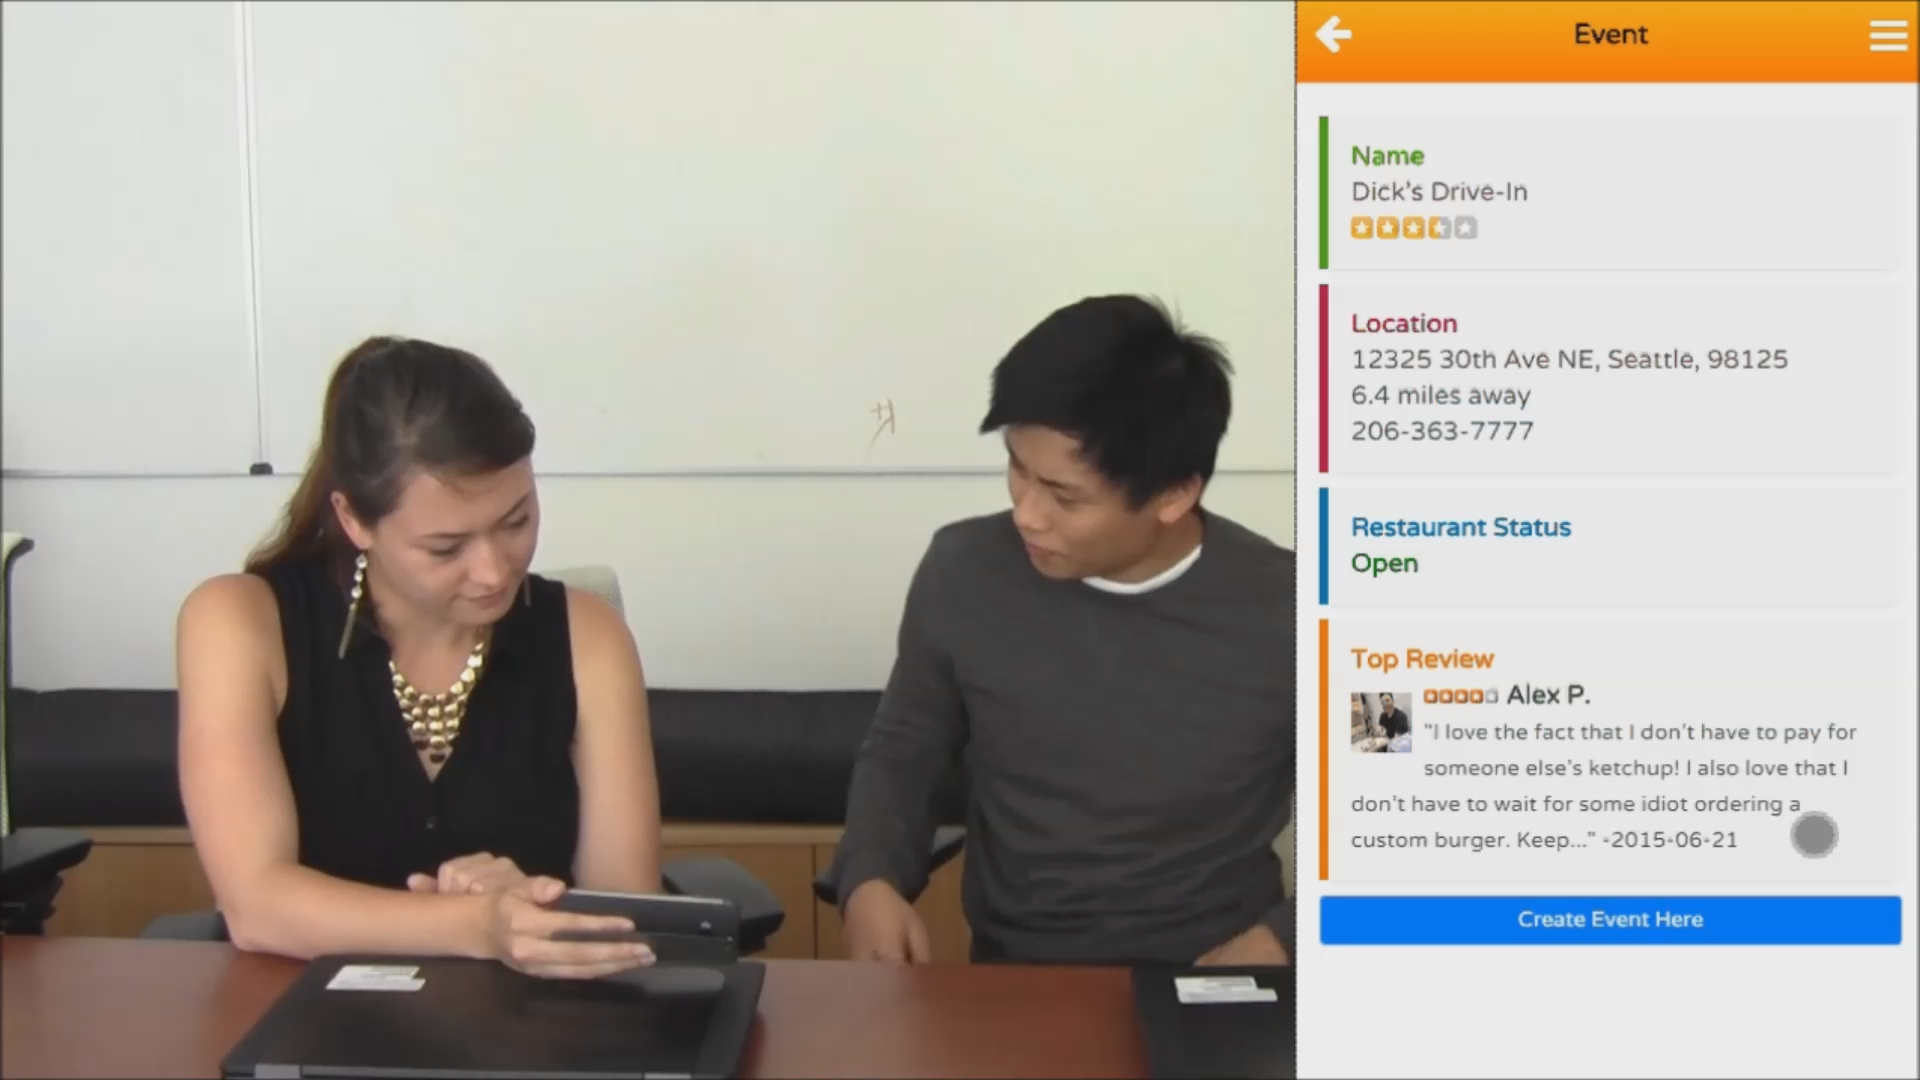 Event
Name
Dick's Drive-In
Location
12325 30th Ave NE, Seattle, 98125
6.4 miles away
206-363-7777
Restaurant Status
Open
Top Review
Alex P.
"I love the fact that I don't have to pay for
someone else's ketchup! I also love that I
don't have to wait for some idiot ordering a
custom burger. Keep..." -2015-06-21
Create Event Here